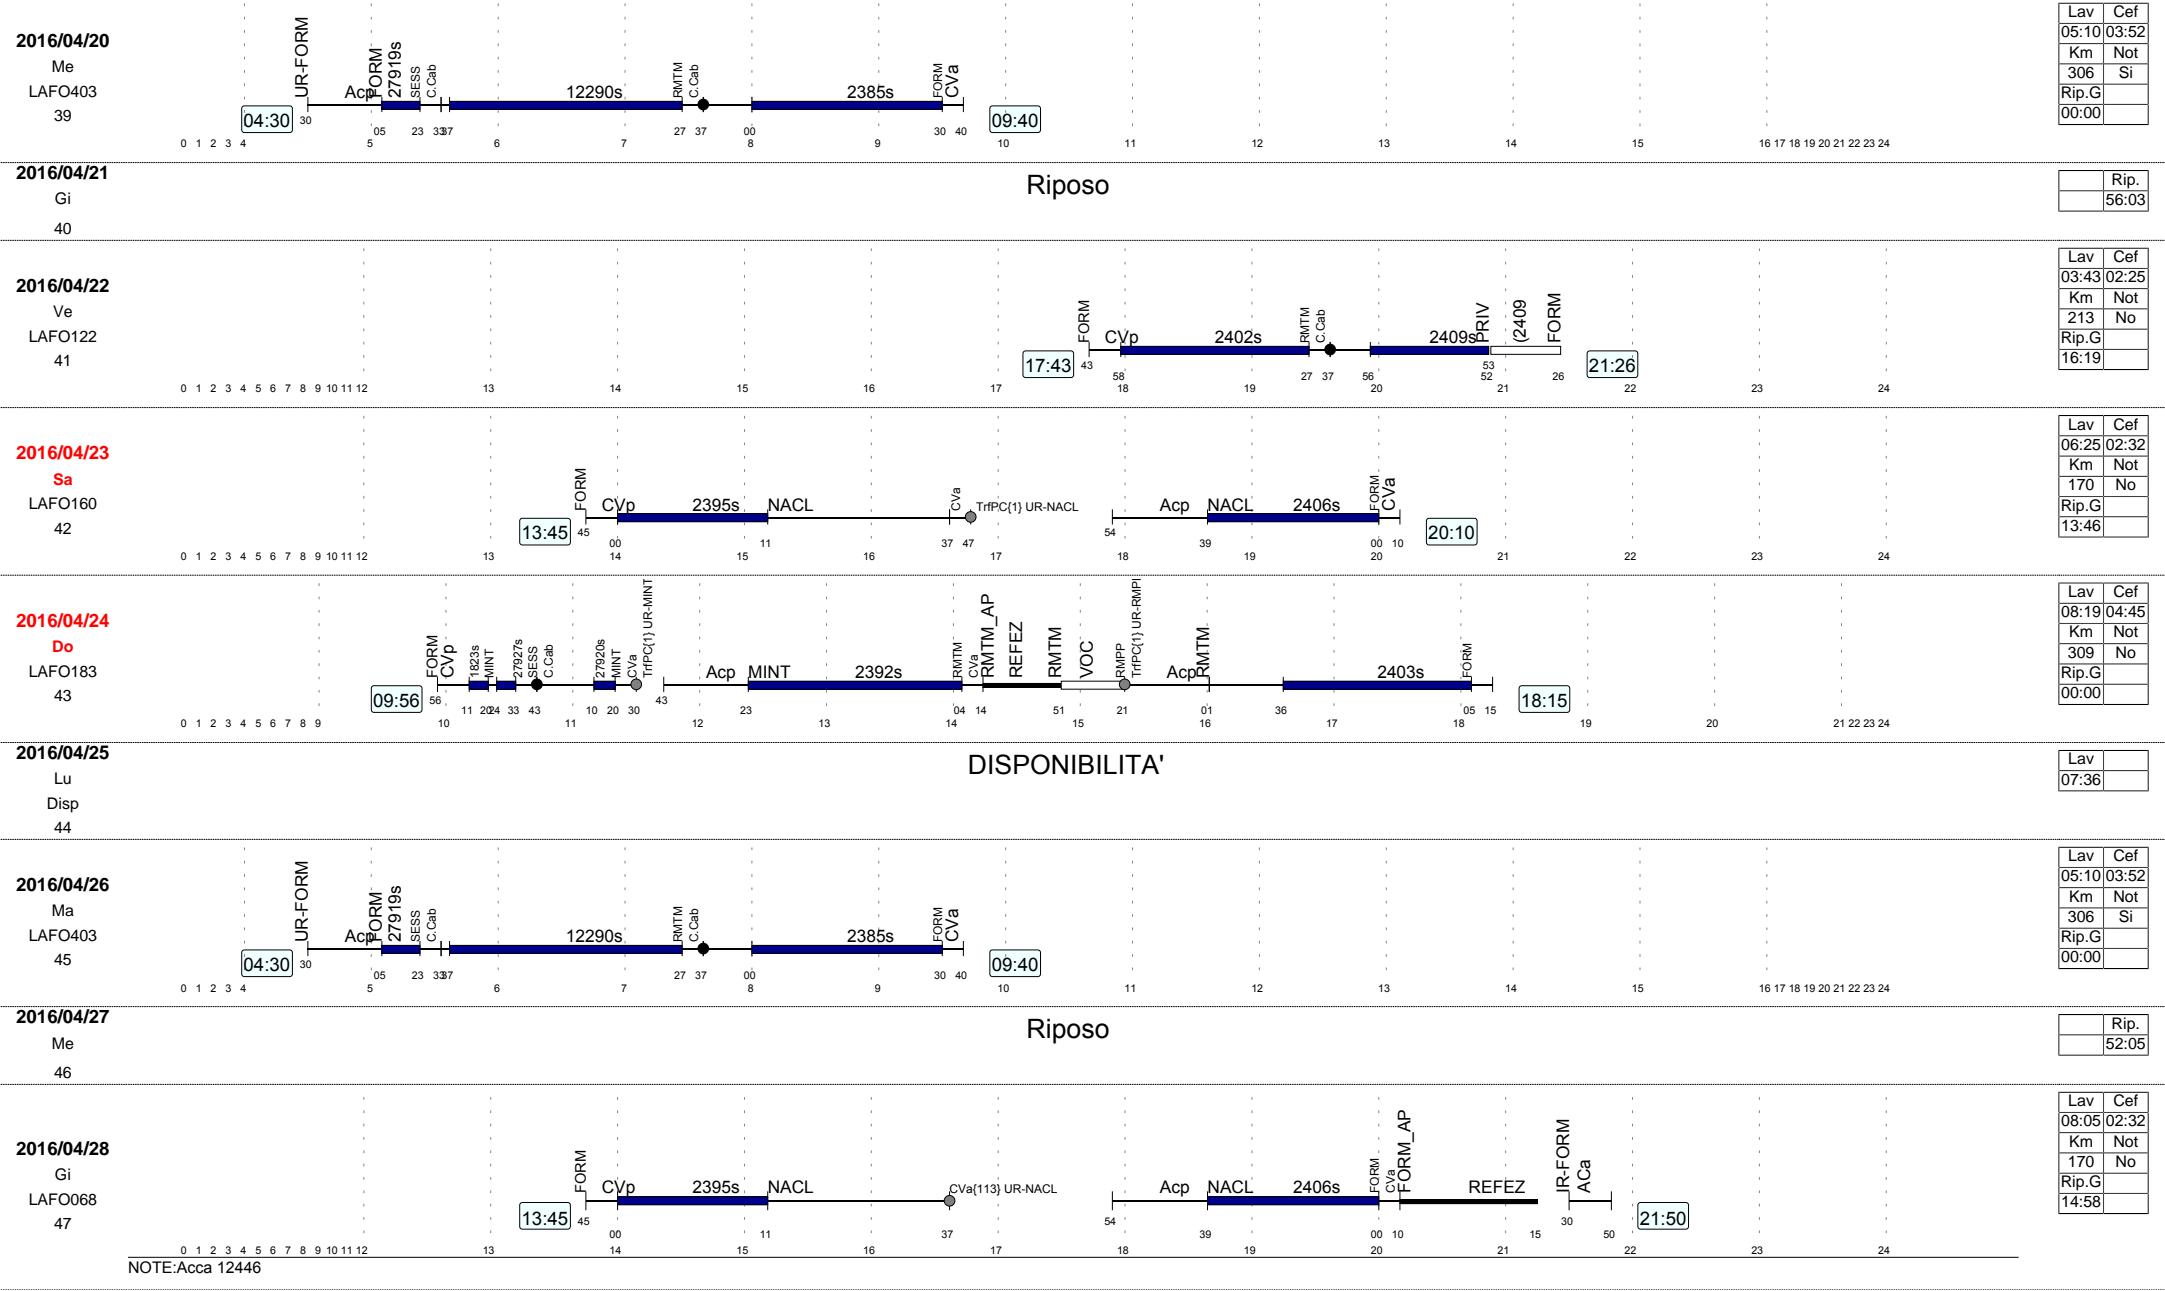 2016/04/20
Me
LAFO403
39
04:30
UR-FORM Acp FORM 27919s SESS C.Cab 12290s RMTM C.Cab 2385s FORM CVa
30 05 23 33 37 27 37 00 30 40
09:40
0 1 2 3 4 5 6 7 8 9 10 11 12 13 14 15 16 17 18 19 20 21 22 23 24
Lav Cef
05:10 03:52
Km Not
306 Si
Rip.G
00:00
2016/04/21
Gi
40
Riposo
Rip.
56:03
2016/04/22
Ve
LAFO122
41
17:43
FORM CVp 2402s RMTM C.Cab 2409s PRIV (2409 FORM
43 58 27 37 56 53 52 26
21:26
0 1 2 3 4 5 6 7 8 9 10 11 12 13 14 15 16 17 18 19 20 21 22 23 24
Lav Cef
03:43 02:25
Km Not
213 No
Rip.G
16:19
2016/04/23
Sa
LAFO160
42
13:45
FORM CVp 2395s NACL CVa TrfPC{1} UR-NACL Acp NACL 2406s FORM CVa
45 00 11 37 47 54 39 00 10
20:10
0 1 2 3 4 5 6 7 8 9 10 11 12 13 14 15 16 17 18 19 20 21 22 23 24
Lav Cef
06:25 02:32
Km Not
170 No
Rip.G
13:46
2016/04/24
Do
LAFO183
43
09:56
FORM CVp 1823s MINT 27927s SESS C.Cab 27920s MINT CVa TrfPC{1} UR-MINT Acp MINT 2392s RMTM CVa RMTM_AP REFEZ RMTM VOC RMPP TrfPC{1} UR-RMPI Acp RMTM 2403s FORM
56 11 20 24 33 43 10 20 30 43 23 04 14 51 21 01 36 05 15
18:15
0 1 2 3 4 5 6 7 8 9 10 11 12 13 14 15 16 17 18 19 20 21 22 23 24
Lav Cef
08:19 04:45
Km Not
309 No
Rip.G
00:00
2016/04/25
Lu
Disp
44
DISPONIBILITA'
Lav
07:36
2016/04/26
Ma
LAFO403
45
04:30
UR-FORM Acp FORM 27919s SESS C.Cab 12290s RMTM C.Cab 2385s FORM CVa
30 05 23 33 37 27 37 00 30 40
09:40
0 1 2 3 4 5 6 7 8 9 10 11 12 13 14 15 16 17 18 19 20 21 22 23 24
Lav Cef
05:10 03:52
Km Not
306 Si
Rip.G
00:00
2016/04/27
Me
46
Riposo
Rip.
52:05
2016/04/28
Gi
LAFO068
47
13:45
FORM CVp 2395s NACL CVa{113} UR-NACL Acp NACL 2406s FORM CVa FORM_AP REFEZ IR-FORM ACa
45 00 11 37 54 39 00 10 15 30 50
21:50
0 1 2 3 4 5 6 7 8 9 10 11 12 13 14 15 16 17 18 19 20 21 22 23 24
Lav Cef
08:05 02:32
Km Not
170 No
Rip.G
14:58
NOTE:Acca 12446